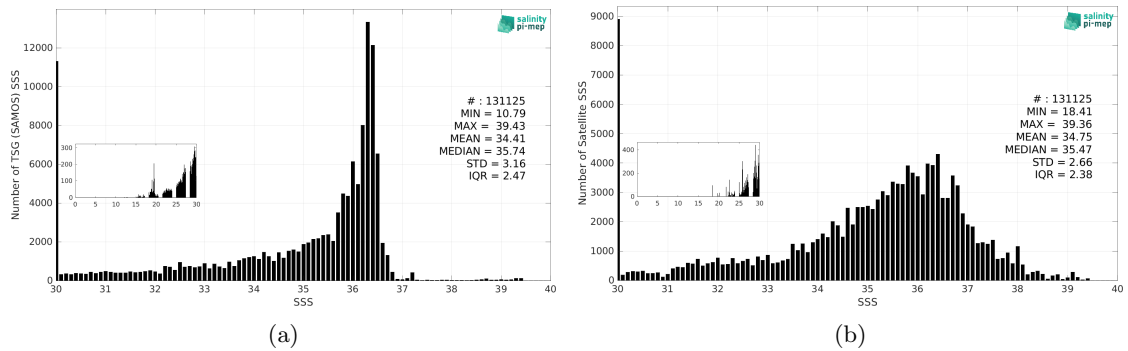 salinity
pi-mep
Number of TSG (SAMOS) SSS
12000
10000
8000
6000
4000
2000
0
# : 131125
MIN = 10.79
MAX = 39.43
MEAN = 34.41
MEDIAN = 35.74
STD = 3.16
IQR = 2.47
300
200
100
0
0 5 10 15 20 25 30
30 31 32 33 34 35 36 37 38 39 40
SSS
(a)
salinity
pi-mep
Number of Satellite SSS
9000
8000
7000
6000
5000
4000
3000
2000
1000
0
# : 131125
MIN = 18.41
MAX = 39.36
MEAN = 34.75
MEDIAN = 35.47
STD = 2.66
IQR = 2.38
400
200
0
0 5 10 15 20 25 30
30 31 32 33 34 35 36 37 38 39 40
SSS
(b)